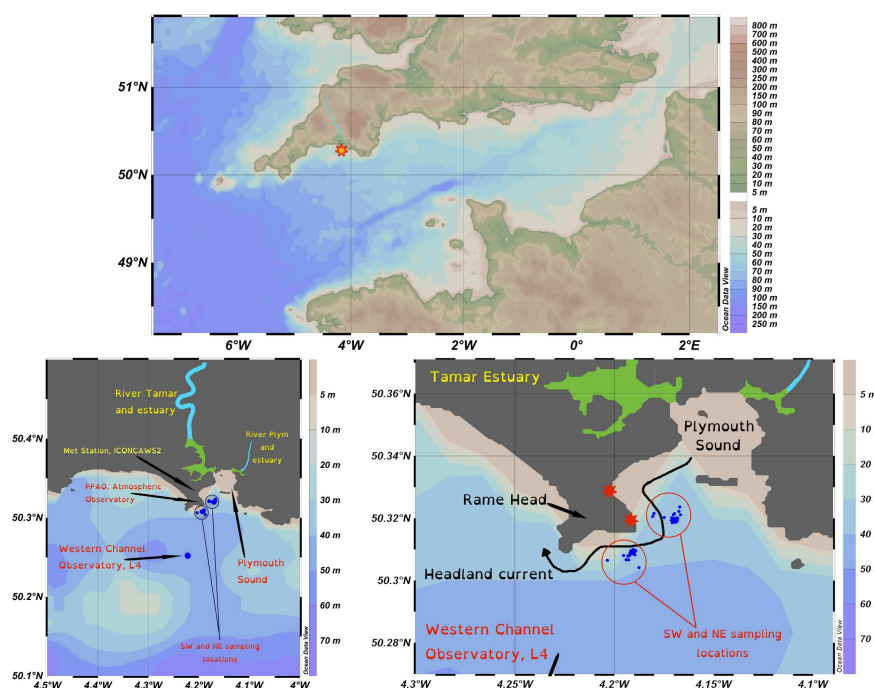 51°N
50°N
49°N
6°W
4°W
2°W
0°E
2°E
800 m
700 m
600 m
500 m
400 m
300 m
250 m
200 m
150 m
100 m
90 m
80 m
70 m
60 m
50 m
40 m
30 m
20 m
10 m
5 m
5 m
10 m
20 m
30 m
40 m
50 m
60 m
70 m
80 m
90 m
100 m
150 m
200 m
250 m
Ocean Data View
River Tamar
and estuary
River Plym
and
estuary
Met Station, ICONCAWS2
PPAO, Atmospheric
Observatory
Western Channel
Observatory, L4
Plymouth
Sound
SW and NE sampling
locations
50.4°N
50.3°N
50.2°N
50.1°N
4.5°W
4.4°W
4.3°W
4.2°W
4.1°W
4°W
5 m
10 m
20 m
30 m
40 m
50 m
60 m
70 m
Ocean Data View
Tamar Estuary
Plymouth
Sound
Rame Head
Headland current
Western Channel
Observatory, L4
SW and NE sampling
locations
50.36°N
50.34°N
50.32°N
50.3°N
50.28°N
4.3°W
4.25°W
4.2°W
4.15°W
4.1°W
5 m
10
20
30
40
50
60
70
Ocean Data View